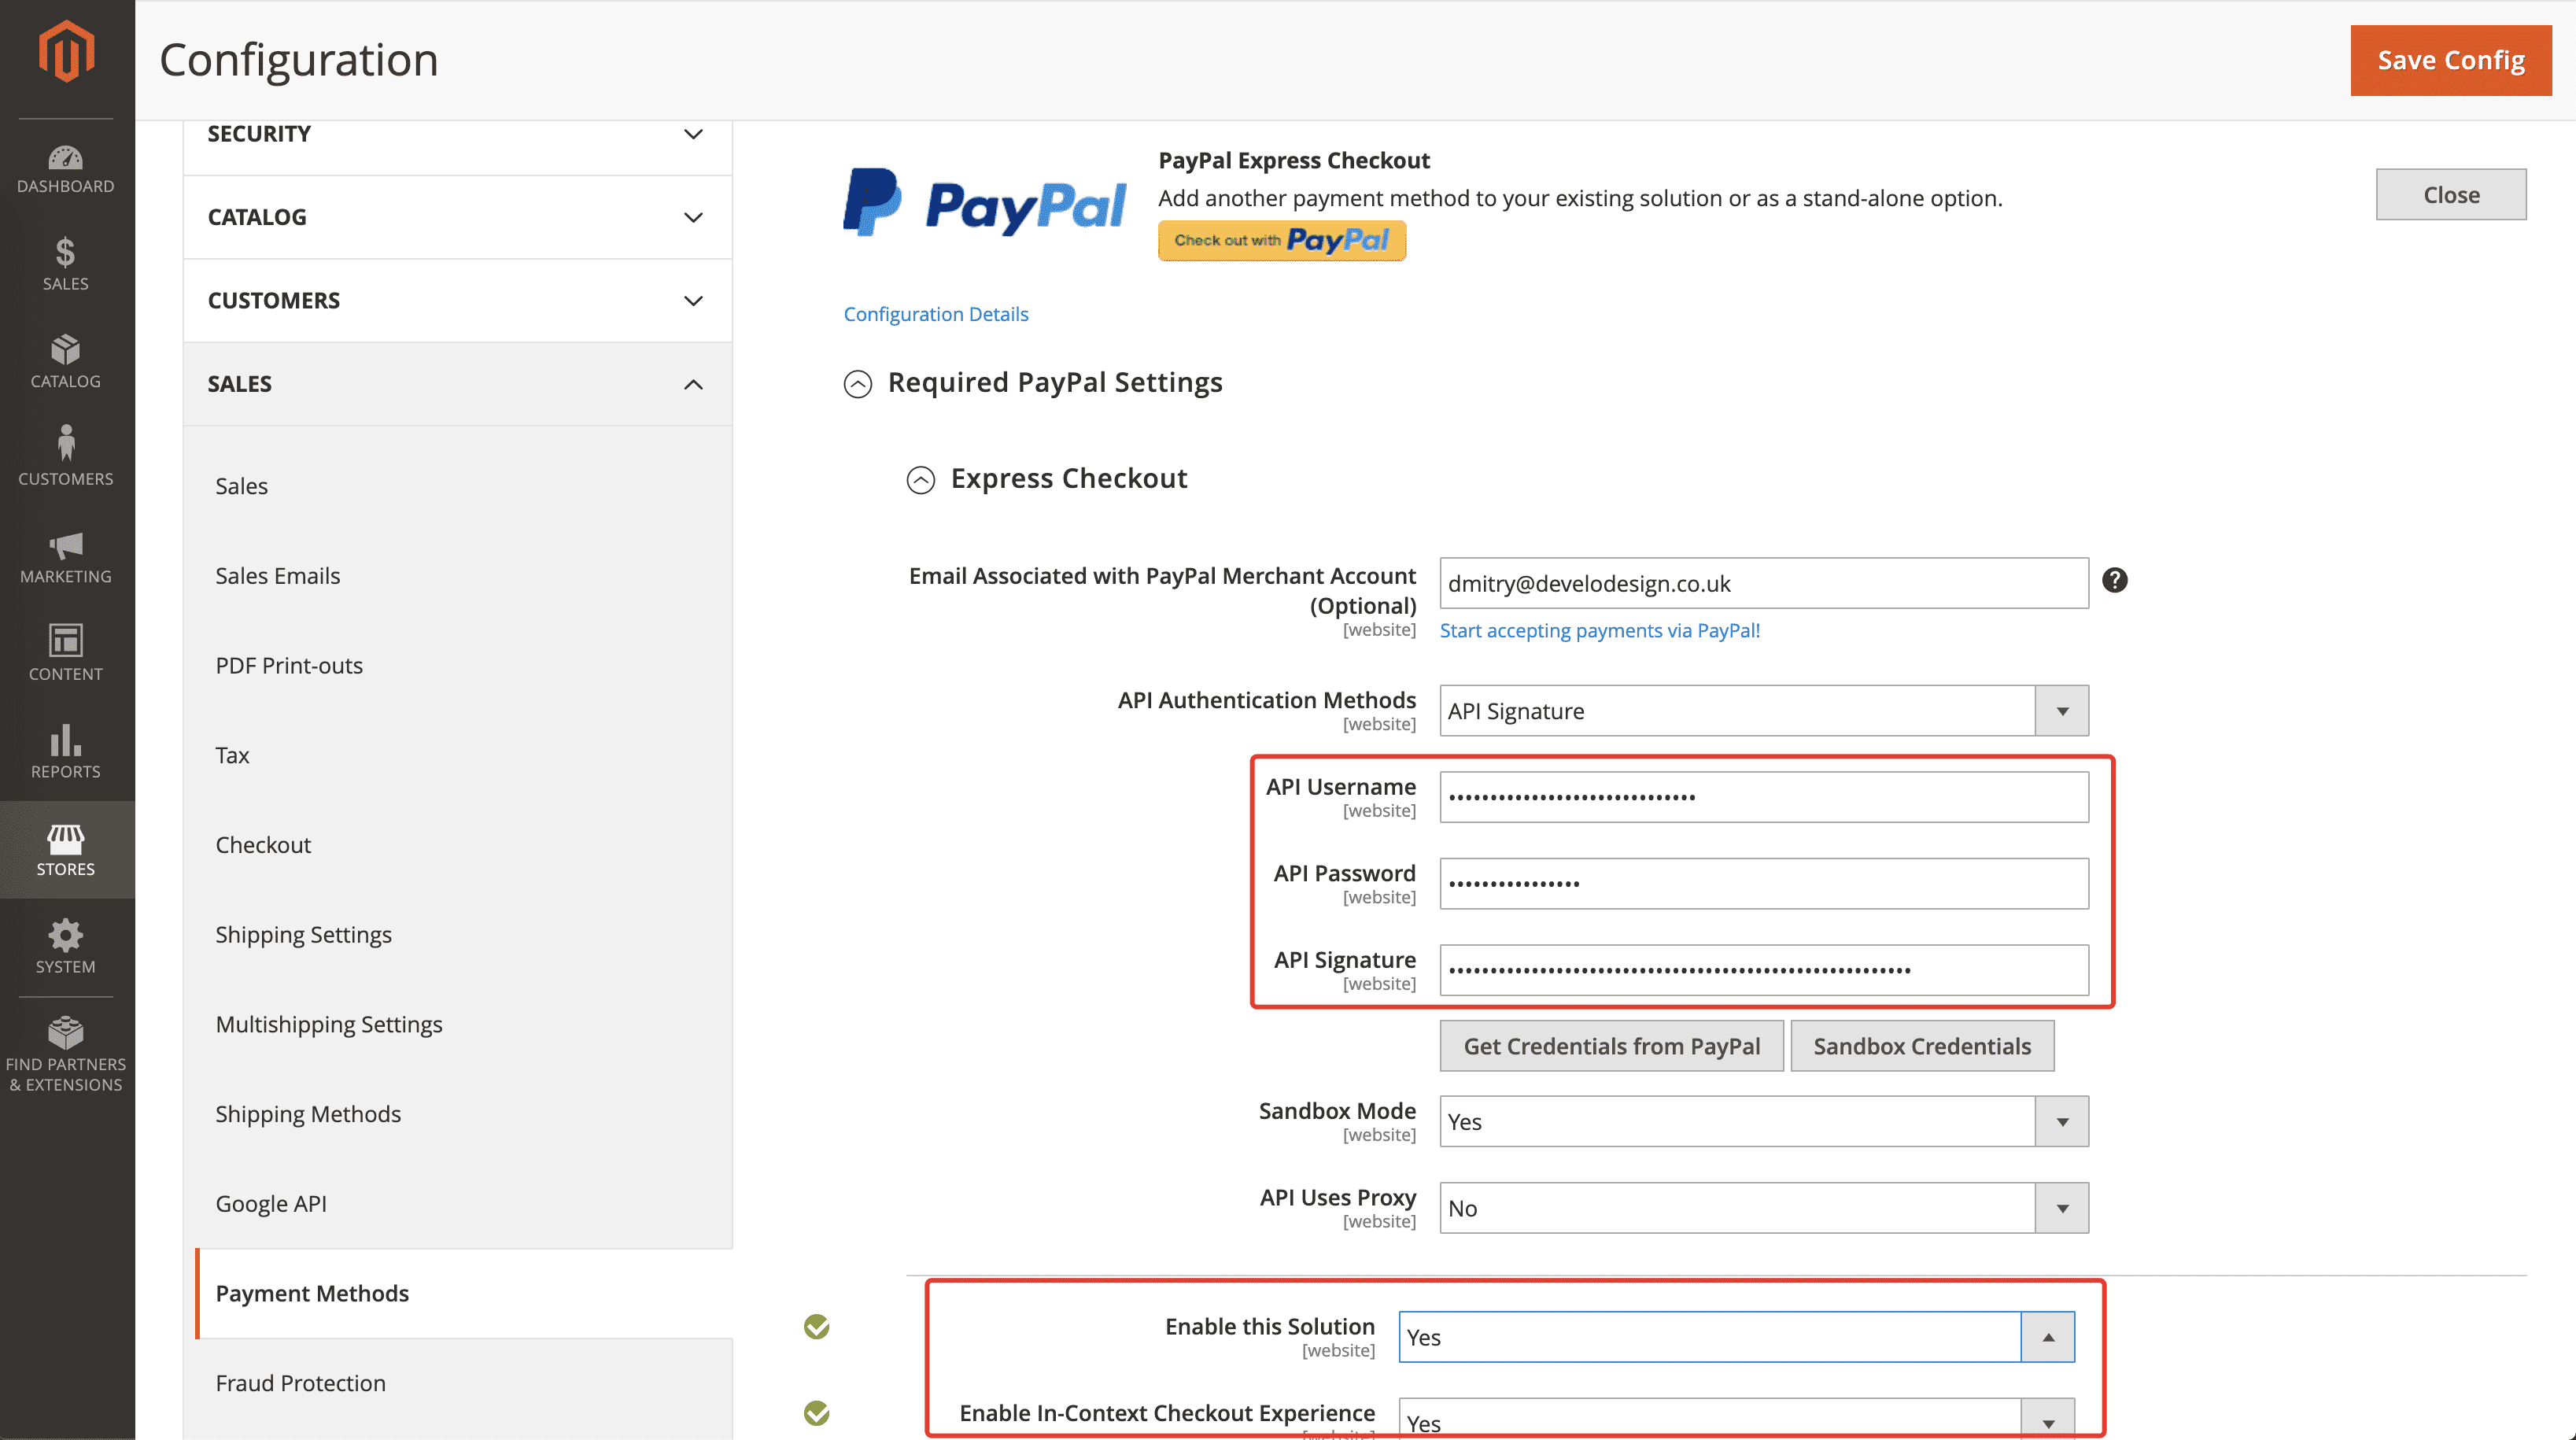 Configuration
Save Config
DASHBOARD
SALES
CATALOG
CUSTOMERS
MARKETING
CONTENT
REPORTS
STORES
SYSTEM
FIND PARTNERS
& EXTENSIONS
SECURITY
CATALOG
CUSTOMERS
SALES
Sales
Sales Emails
PDF Print-outs
Tax
Checkout
Shipping Settings
Multishipping Settings
Shipping Methods
Google API
Payment Methods
Fraud Protection
PayPal
PayPal Express Checkout
Add another payment method to your existing solution or as a stand-alone option.
Check out with PayPal
Close
Configuration Details
Required PayPal Settings
Express Checkout
Email Associated with PayPal Merchant Account
(Optional)
[website]
dmitry@develodesign.co.uk
Start accepting payments via PayPal!
API Authentication Methods
[website]
API Signature
API Username
[website]
API Password
[website]
API Signature
[website]
Get Credentials from PayPal
Sandbox Credentials
Sandbox Mode
[website]
Yes
API Uses Proxy
[website]
No
Enable this Solution
[website]
Yes
Enable In-Context Checkout Experience
Yes
[website]